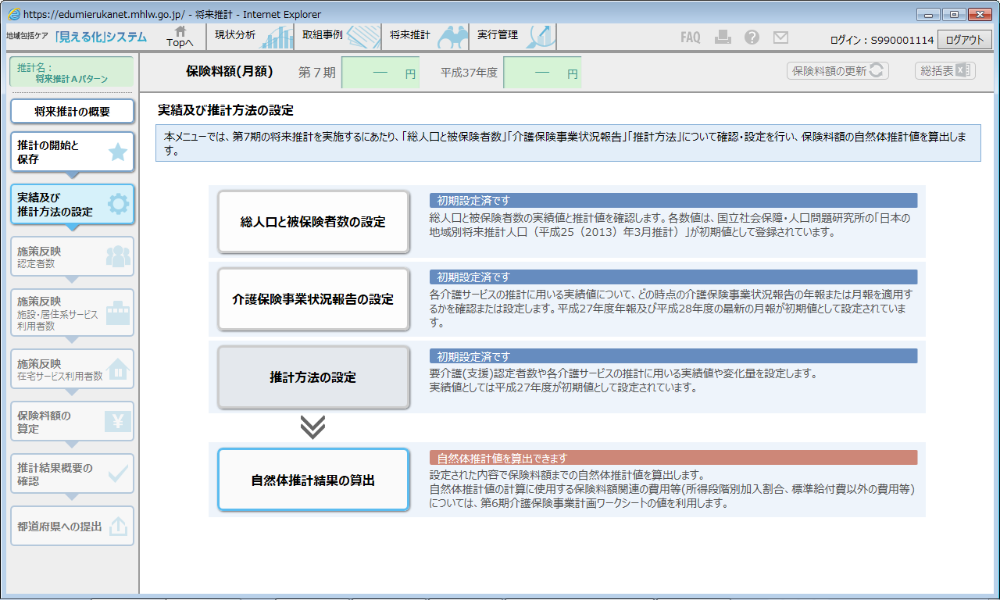 https://edumierukanet.mhlw.go.jp/ - 将来推計 - Internet Explorer
地域包括ケア「見える化」システム
Topへ
現状分析
取組事例
将来推計
実行管理
FAQ
ログイン：S990001114
ログアウト
推計名：
将来推計Aパターン
保険料額(月額)
第７期
― 円
平成37年度
― 円
保険料額の更新
総括表
将来推計の概要
推計の開始と
保存
実績及び
推計方法の設定
施策反映
認定者数
施策反映
施設・居住系サービス
利用者数
施策反映
在宅サービス利用者数
保険料額の
算定
¥
推計結果概要の
確認
都道府県への提出
実績及び推計方法の設定
本メニューでは、第7期の将来推計を実施するにあたり、「総人口と被保険者数」「介護保険事業状況報告」「推計方法」について確認・設定を行い、保険料額の自然体推計値を算出しま
す。
総人口と被保険者数の設定
初期設定済です
総人口と被保険者数の実績値と推計値を確認します。各数値は、国立社会保障・人口問題研究所の「日本の
地域別将来推計人口（平成25（2013）年3月推計）」が初期値として登録されています。
介護保険事業状況報告の設定
初期設定済です
各介護サービスの推計に用いる実績値について、どの時点の介護保険事業状況報告の年報または月報を適用す
るかを確認または設定します。平成27年度年報及び平成28年度の最新の月報が初期値として設定されていま
す。
推計方法の設定
初期設定済です
要介護(支援)認定者数や各介護サービスの推計に用いる実績値や変化量を設定します。
実績値としては平成27年度が初期値として設定されています。
自然体推計結果の算出
自然体推計値を算出できます
設定された内容で保険料額までの自然体推計値を算出します。
自然体推計値の計算に使用する保険料額関連の費用等(所得段階別加入割合、標準給付費以外の費用等)
については、第6期介護保険事業計画ワークシートの値を利用します。